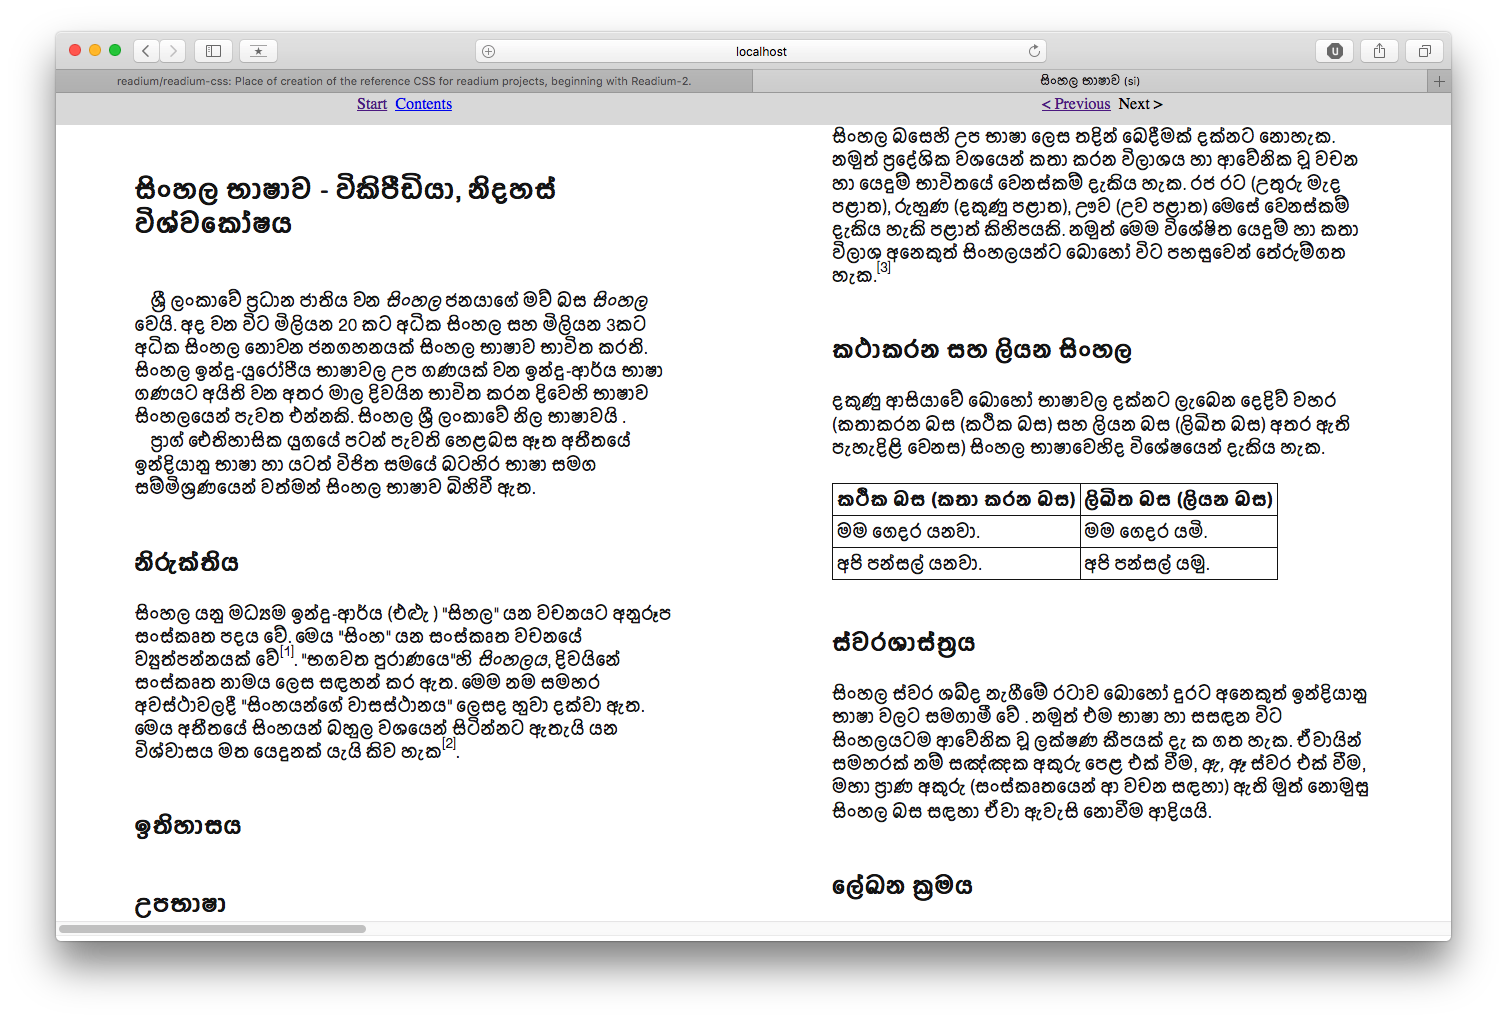 localhost
readium/readium-css: Place of creation of the reference CSS for readium projects, beginning with Readium-2.
සිංහල භාෂාව (si)
Start Contents
< Previous Next >
සිංහල භාෂාව - විකිපීඩියා, නිදහස්
විශ්වකෝෂය
ශ්‍රී ලංකාවේ ප්‍රධාන ජාතිය වන සිංහල ජනයාගේ මව් බස සිංහල
වෙයි. අද වන විට මිලියන 20 කට අධික සිංහල සහ මිලියන 3කට
අධික සිංහල නොවන ජනගහනයක් සිංහල භාෂාව භාවිත කරති.
සිංහල ඉන්දු-යුරෝපීය භාෂාවල උප ගණයක් වන ඉන්දු-ආර්ය භාෂා
ගණයට අයිති වන අතර මාල දිවයින භාවිත කරන දිවෙහි භාෂාව
සිංහලයෙන් පැවත එන්නකි. සිංහල ශ්‍රී ලංකාවේ නිල භාෂාවයි .
ප්‍රාග් ඓතිහාසික යුගයේ පටන් පැවති හෙළබස ඈත අතීතයේ
ඉන්දියානු භාෂා හා යටත් විජිත සමයේ බටහිර භාෂා සමග
සම්මිශ්‍රණයෙන් වත්මන් සිංහල භාෂාව බිහිවී ඇත.
නිරුක්තිය
සිංහල යනු මධ්‍යම ඉන්දු-ආර්ය (එළුැ ) "සිහල" යන වචනයට අනුරූප
සංස්කෘත පදය වේ. මෙය "සිංහ" යන සංස්කෘත වචනයේ
ව්‍යුත්පන්නයක් වේ[1]. "භගවත පුරාණයෙ"හි සිංහලය, දිවයිනේ
සංස්කෘත නාමය ලෙස සඳහන් කර ඇත. මෙම නම සමහර
අවස්ථාවලදී "සිංහයන්ගේ වාසස්ථානය" ලෙසද හුවා දක්වා ඇත.
මෙය අතීතයේ සිංහයන් බහුල වශයෙන් සිටින්නට ඇතැයි යන
විශ්වාසය මත යෙදුනක් යැයි කිව හැක[2].
ඉතිහාසය
උපභාෂා
සිංහල බසෙහි උප භාෂා ලෙස තදින් බෙදීමක් දක්නට නොහැක.
නමුත් ප්‍රදේශික වශයෙන් කතා කරන විලාශය හා ආවේනික වූ වචන
හා යෙදුම් භාවිතයේ වෙනස්කම් දැකිය හැක. රජ රට (උතුරු මැද
පළාත), රුහුණ (දකුණු පළාත), ඌව (ඌව පළාත) මෙසේ වෙනස්කම්
දැකිය හැකි පළාත් කිහිපයකි. නමුත් මෙම විශේෂිත යෙදුම් හා කතා
විලාශ අනෙකුත් සිංහලයන්ට බොහෝ විට පහසුවෙන් තේරුම්ගත
හැක.[3]
කථාකරන සහ ලියන සිංහල
දකුණු ආසියාවේ බොහෝ භාෂාවල දක්නට ලැබෙන දෙදිව් වහර
(කතාකරන බස (කථික බස) සහ ලියන බස (ලිඛිත බස) අතර ඇති
පැහැදිළි වෙනස) සිංහල භාෂාවෙහිද විශේෂයෙන් දැකිය හැක.
කථික බස (කතා කරන බස) ලිඛිත බස (ලියන බස)
මම ගෙදර යනවා. මම ගෙදර යමි.
අපි පන්සල් යනවා. අපි පන්සල් යමු.
ස්වරශාස්ත්‍රය
සිංහල ස්වර ශබ්ද නැගීමේ රටාව බොහෝ දුරට අනෙකුත් ඉන්දියානු
භාෂා වලට සමගාමී වේ . නමුත් එම භාෂා හා සසඳන විට
සිංහලයටම ආවේනික වූ ලක්ෂණ කීපයක් දැ ක ගත හැක. ඒවායින්
සමහරක් නම් සඤ්ඤක අකුරු පෙළ එක් වීම, ඇ, ඈ ස්වර එක් වීම,
මහා ප්‍රාණ අකුරු (සංස්කෘතයෙන් ආ වචන සඳහා) ඇති මුත් නොමුසු
සිංහල බස සඳහා ඒවා ඇවැසි නොවීම ආදියයි.
ලේඛන ක්‍රමය